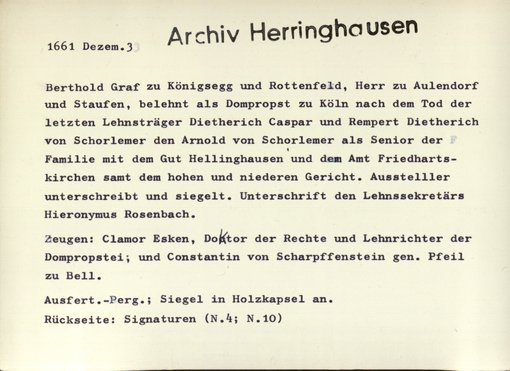 Archiv Herringhausen
1661 Dezem.3
Berthold Graf zu Königsegg und Rottenfeld, Herr zu Aulendorf
und Staufen, belehnt als Dompropst zu Köln nach dem Tod der
letzten Lehnsträger Dietherich Caspar und Rempert Dietherich
von Schorlemer den Arnold von Schorlemer als Senior der F
Familie mit dem Gut Hellinghausen und dem Amt Friedharts-
kirchen samt dem hohen und niederen Gericht. Ausstelller
unterschreibt und siegelt. Unterschrift den Lehnssekretärs
Hieronymus Rosenbach.
Zeugen: Clamor Esken, Doktor der Rechte und Lehnrichter der
Dompropstei; und Constantin von Scharpffenstein gen. Pfeil
zu Bell.
Ausfert.-Perg.; Siegel in Holzkapsel an.
Rückseite: Signaturen (N.4; N.10)